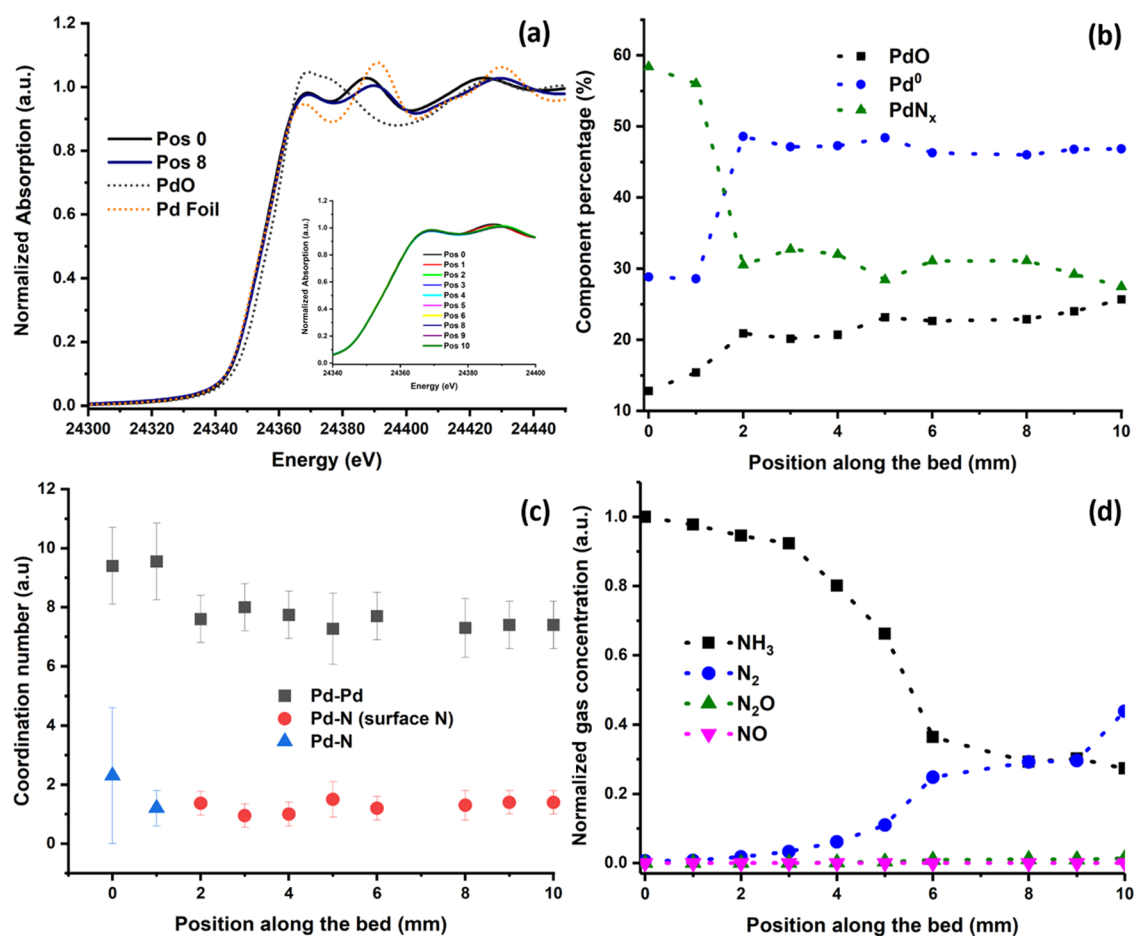 (a)
1.2
1.0
0.8
0.6
0.4
0.2
0.0
Normalized Absorption (a.u.)
Pos 0
Pos 8
PdO
Pd Foil
24300 24320 24340 24360 24380 24400 24420 24440
Energy (eV)
1.0
0.8
0.6
0.4
0.2
0.0
Normalized Absorption (a.u.)
Pos 0
Pos 1
Pos 2
Pos 3
Pos 4
Pos 5
Pos 6
Pos 8
Pos 9
Pos 10
24340 24360 24380 24400
Energy (eV)
(b)
60
50
40
30
20
10
Component percentage (%)
PdO
Pd⁰
PdNₓ
0 2 4 6 8 10
Position along the bed (mm)
(c)
12
10
8
6
4
2
0
Coordination number (a.u)
Pd-Pd
Pd-N (surface N)
Pd-N
0 2 4 6 8 10
Position along the bed (mm)
(d)
1.0
0.8
0.6
0.4
0.2
0.0
Normalized gas concentration (a.u.)
NH₃
N₂
N₂O
NO
0 2 4 6 8 10
Position along the bed (mm)